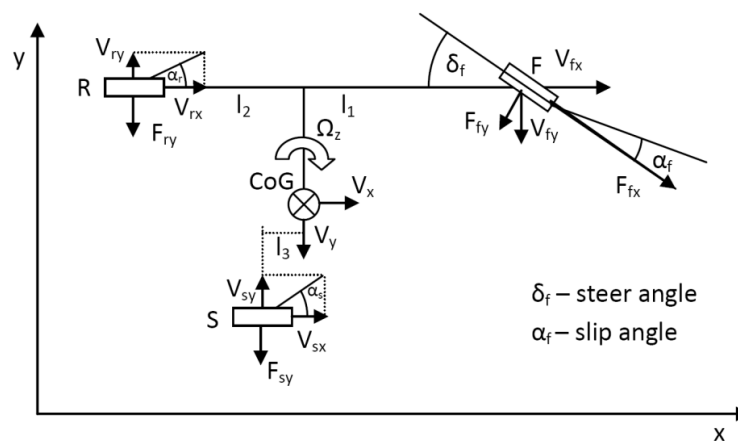 y
V_ry
α_r
R
V_rx
l_2
l_1
δ_f
F
V_fx
F_ry
Ω_z
F_fy
V_fy
α_f
F_fx
CoG
V_x
V_y
l_3
V_sy
α_s
S
V_sx
F_sy
δ_f – steer angle
α_f – slip angle
x